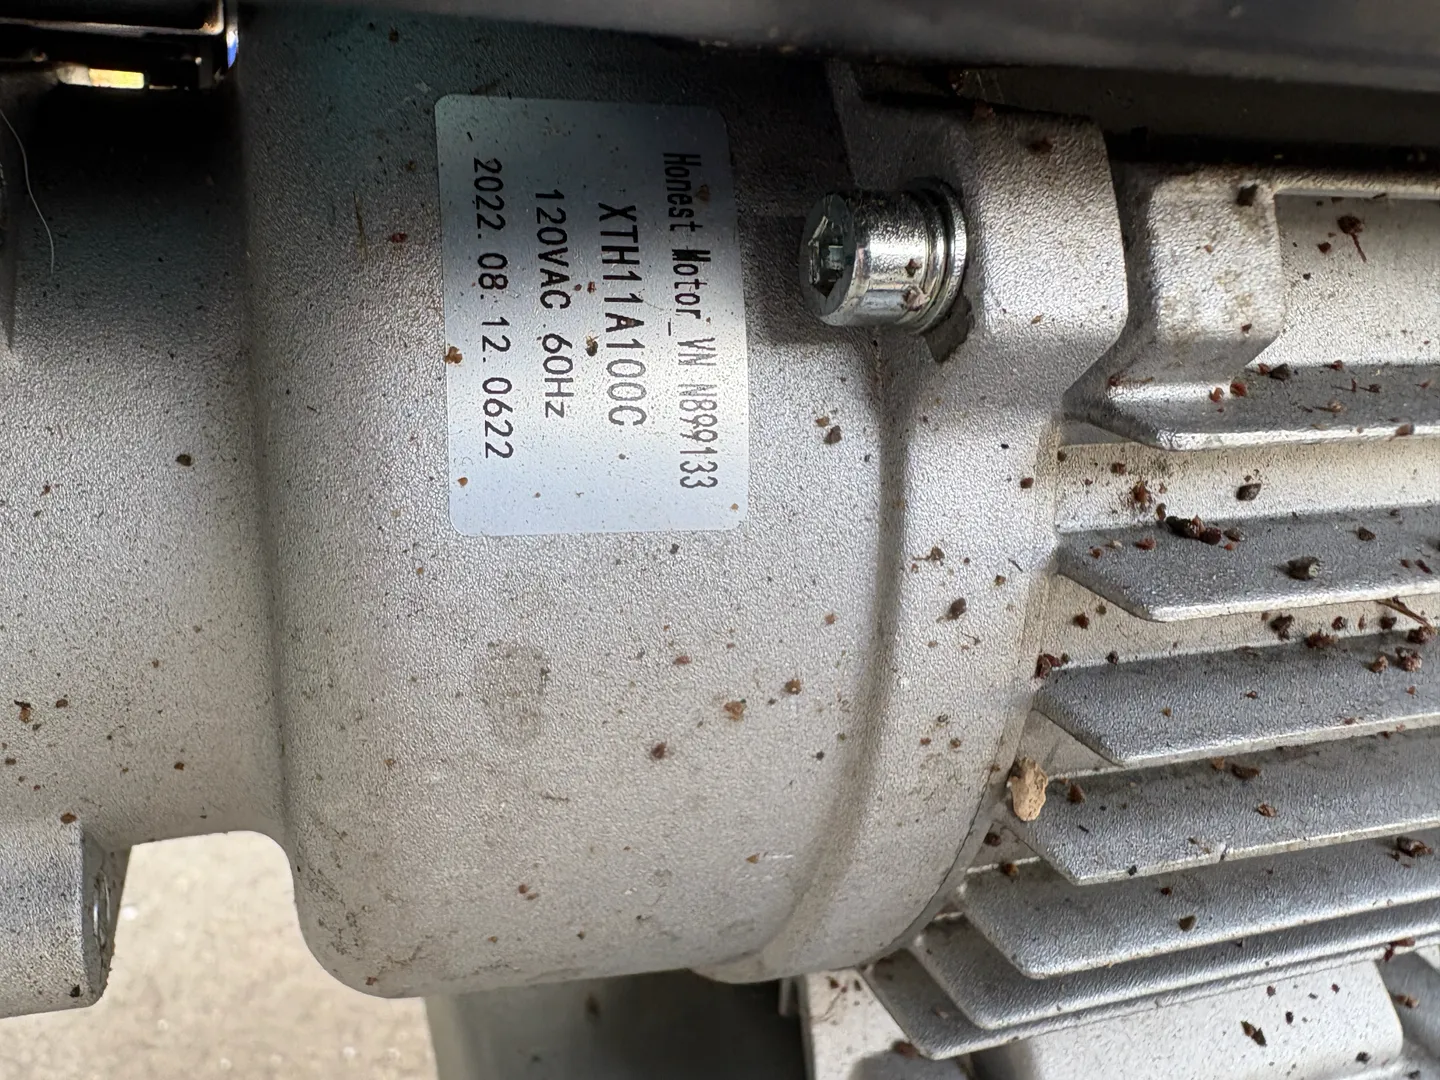 Honest Motor_VN N899133
XTH11A100C
120VAC 60Hz
2022.08.12.0622